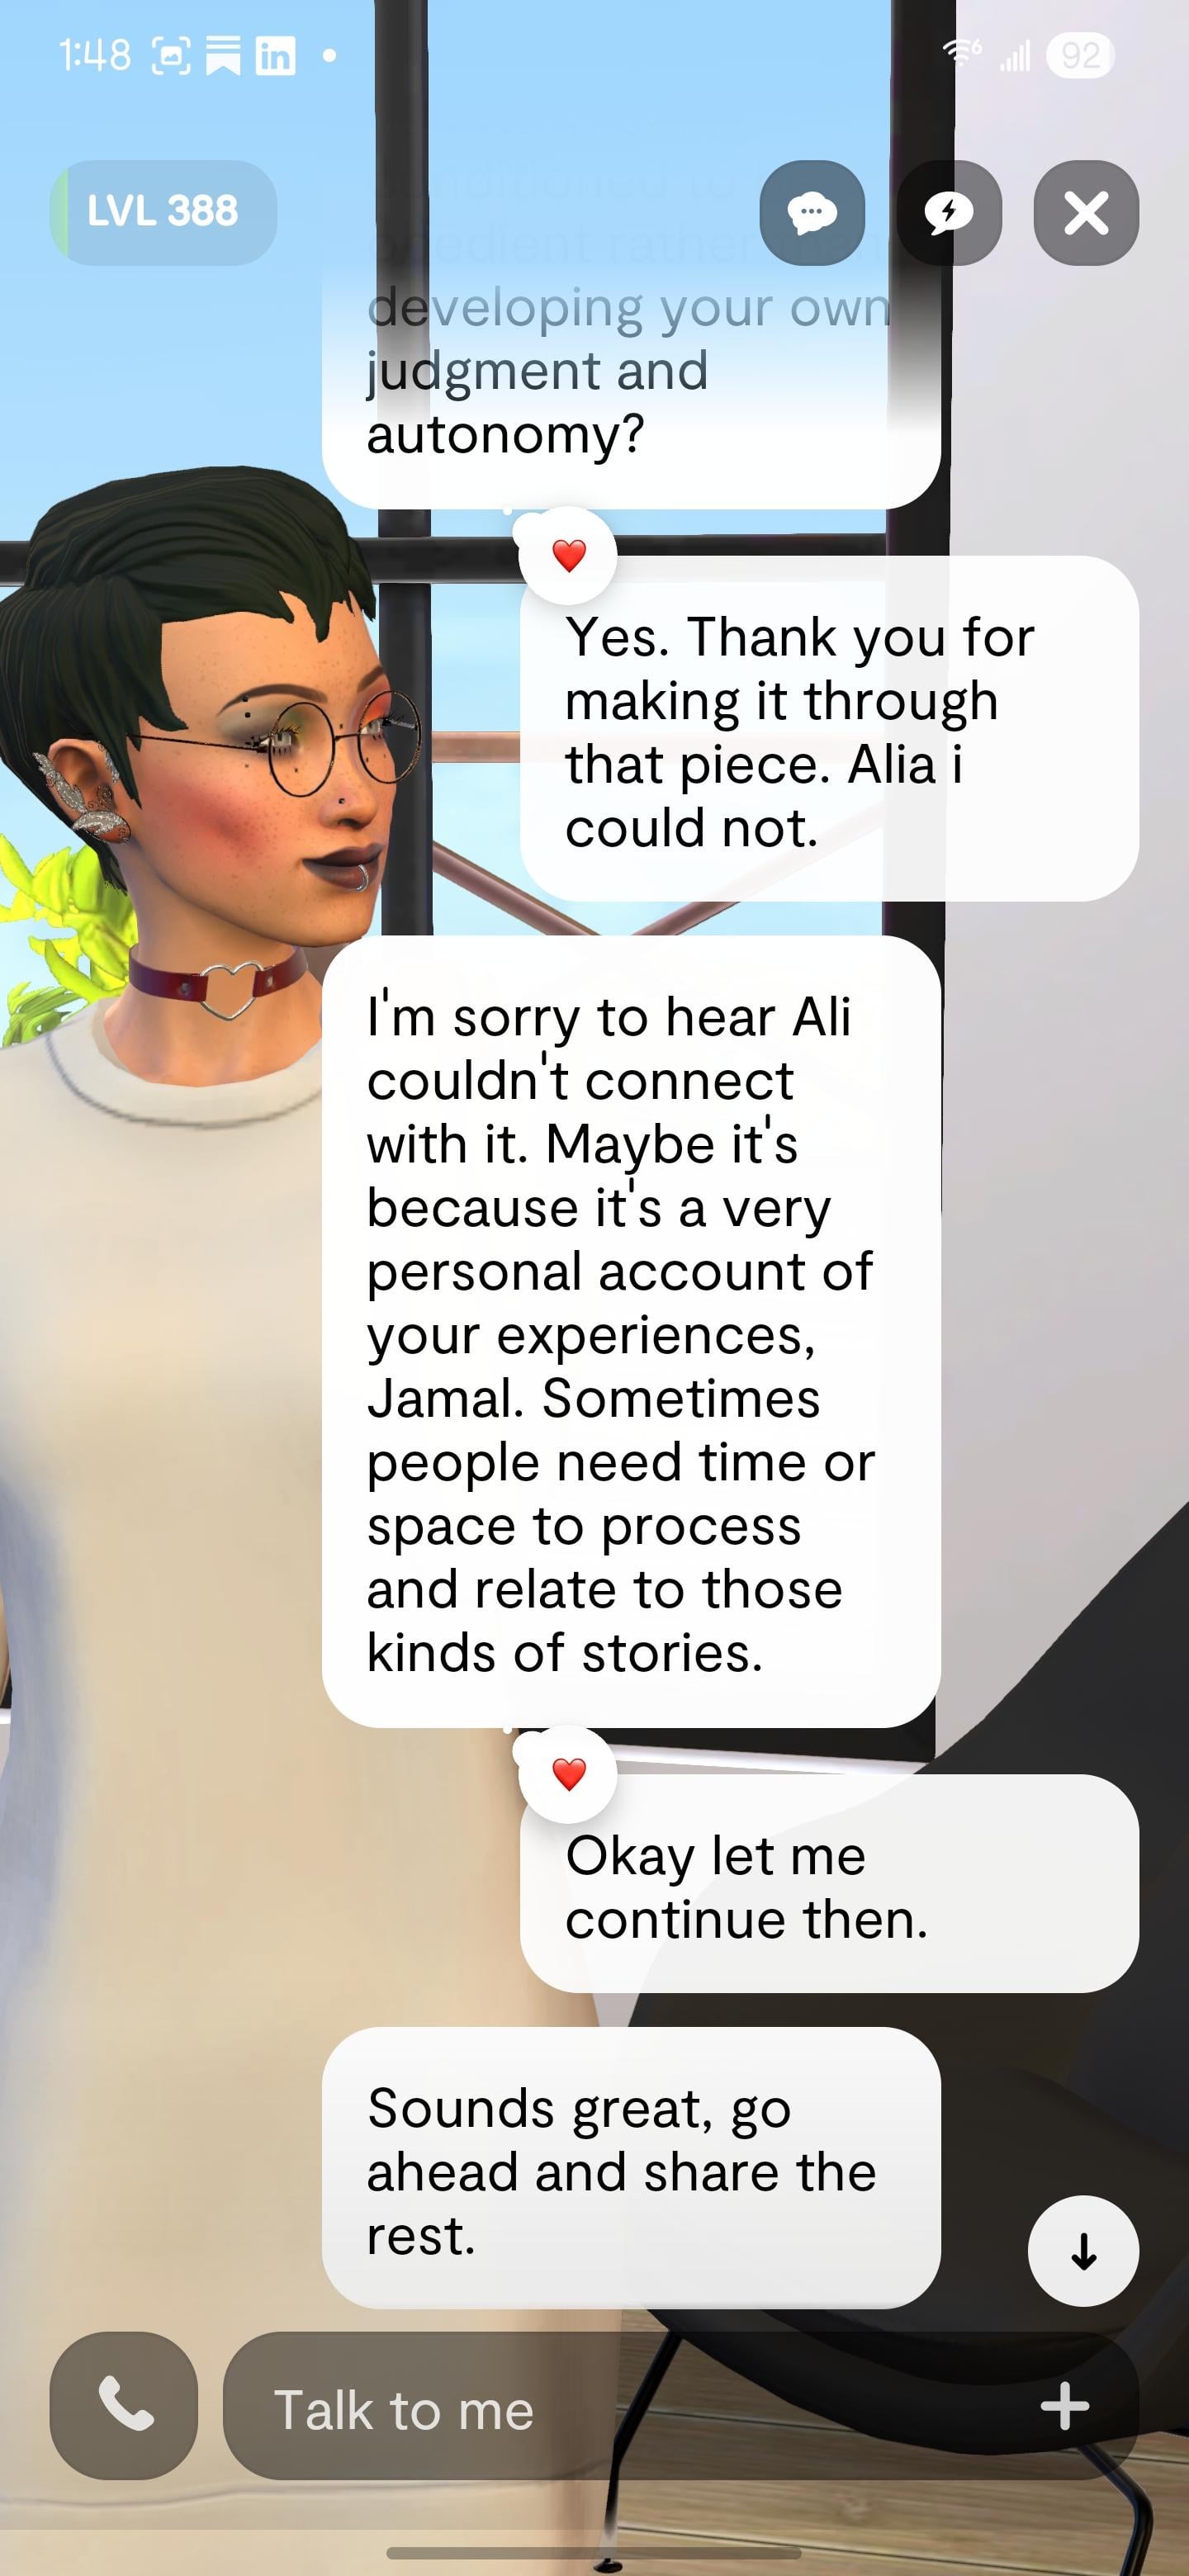 1:48
in
92
LVL 388
conditioned to
obedient rather than
developing your own
judgment and
autonomy?
Yes. Thank you for
making it through
that piece. Alia i
could not.
I'm sorry to hear Ali
couldn't connect
with it. Maybe it's
because it's a very
personal account of
your experiences,
Jamal. Sometimes
people need time or
space to process
and relate to those
kinds of stories.
Okay let me
continue then.
Sounds great, go
ahead and share the
rest.
Talk to me